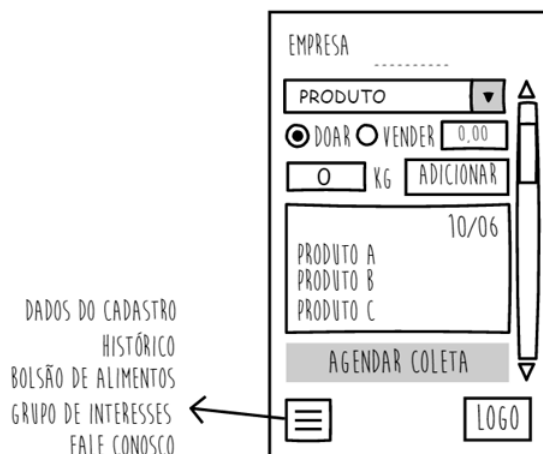 EMPRESA
PRODUTO
DOAR VENDER 0,00
0 KG ADICIONAR
10/06
PRODUTO A
PRODUTO B
PRODUTO C
AGENDAR COLETA
LOGO
DADOS DO CADASTRO
HISTÓRICO
BOLSÃO DE ALIMENTOS
GRUPO DE INTERESSES
FALE CONOSCO